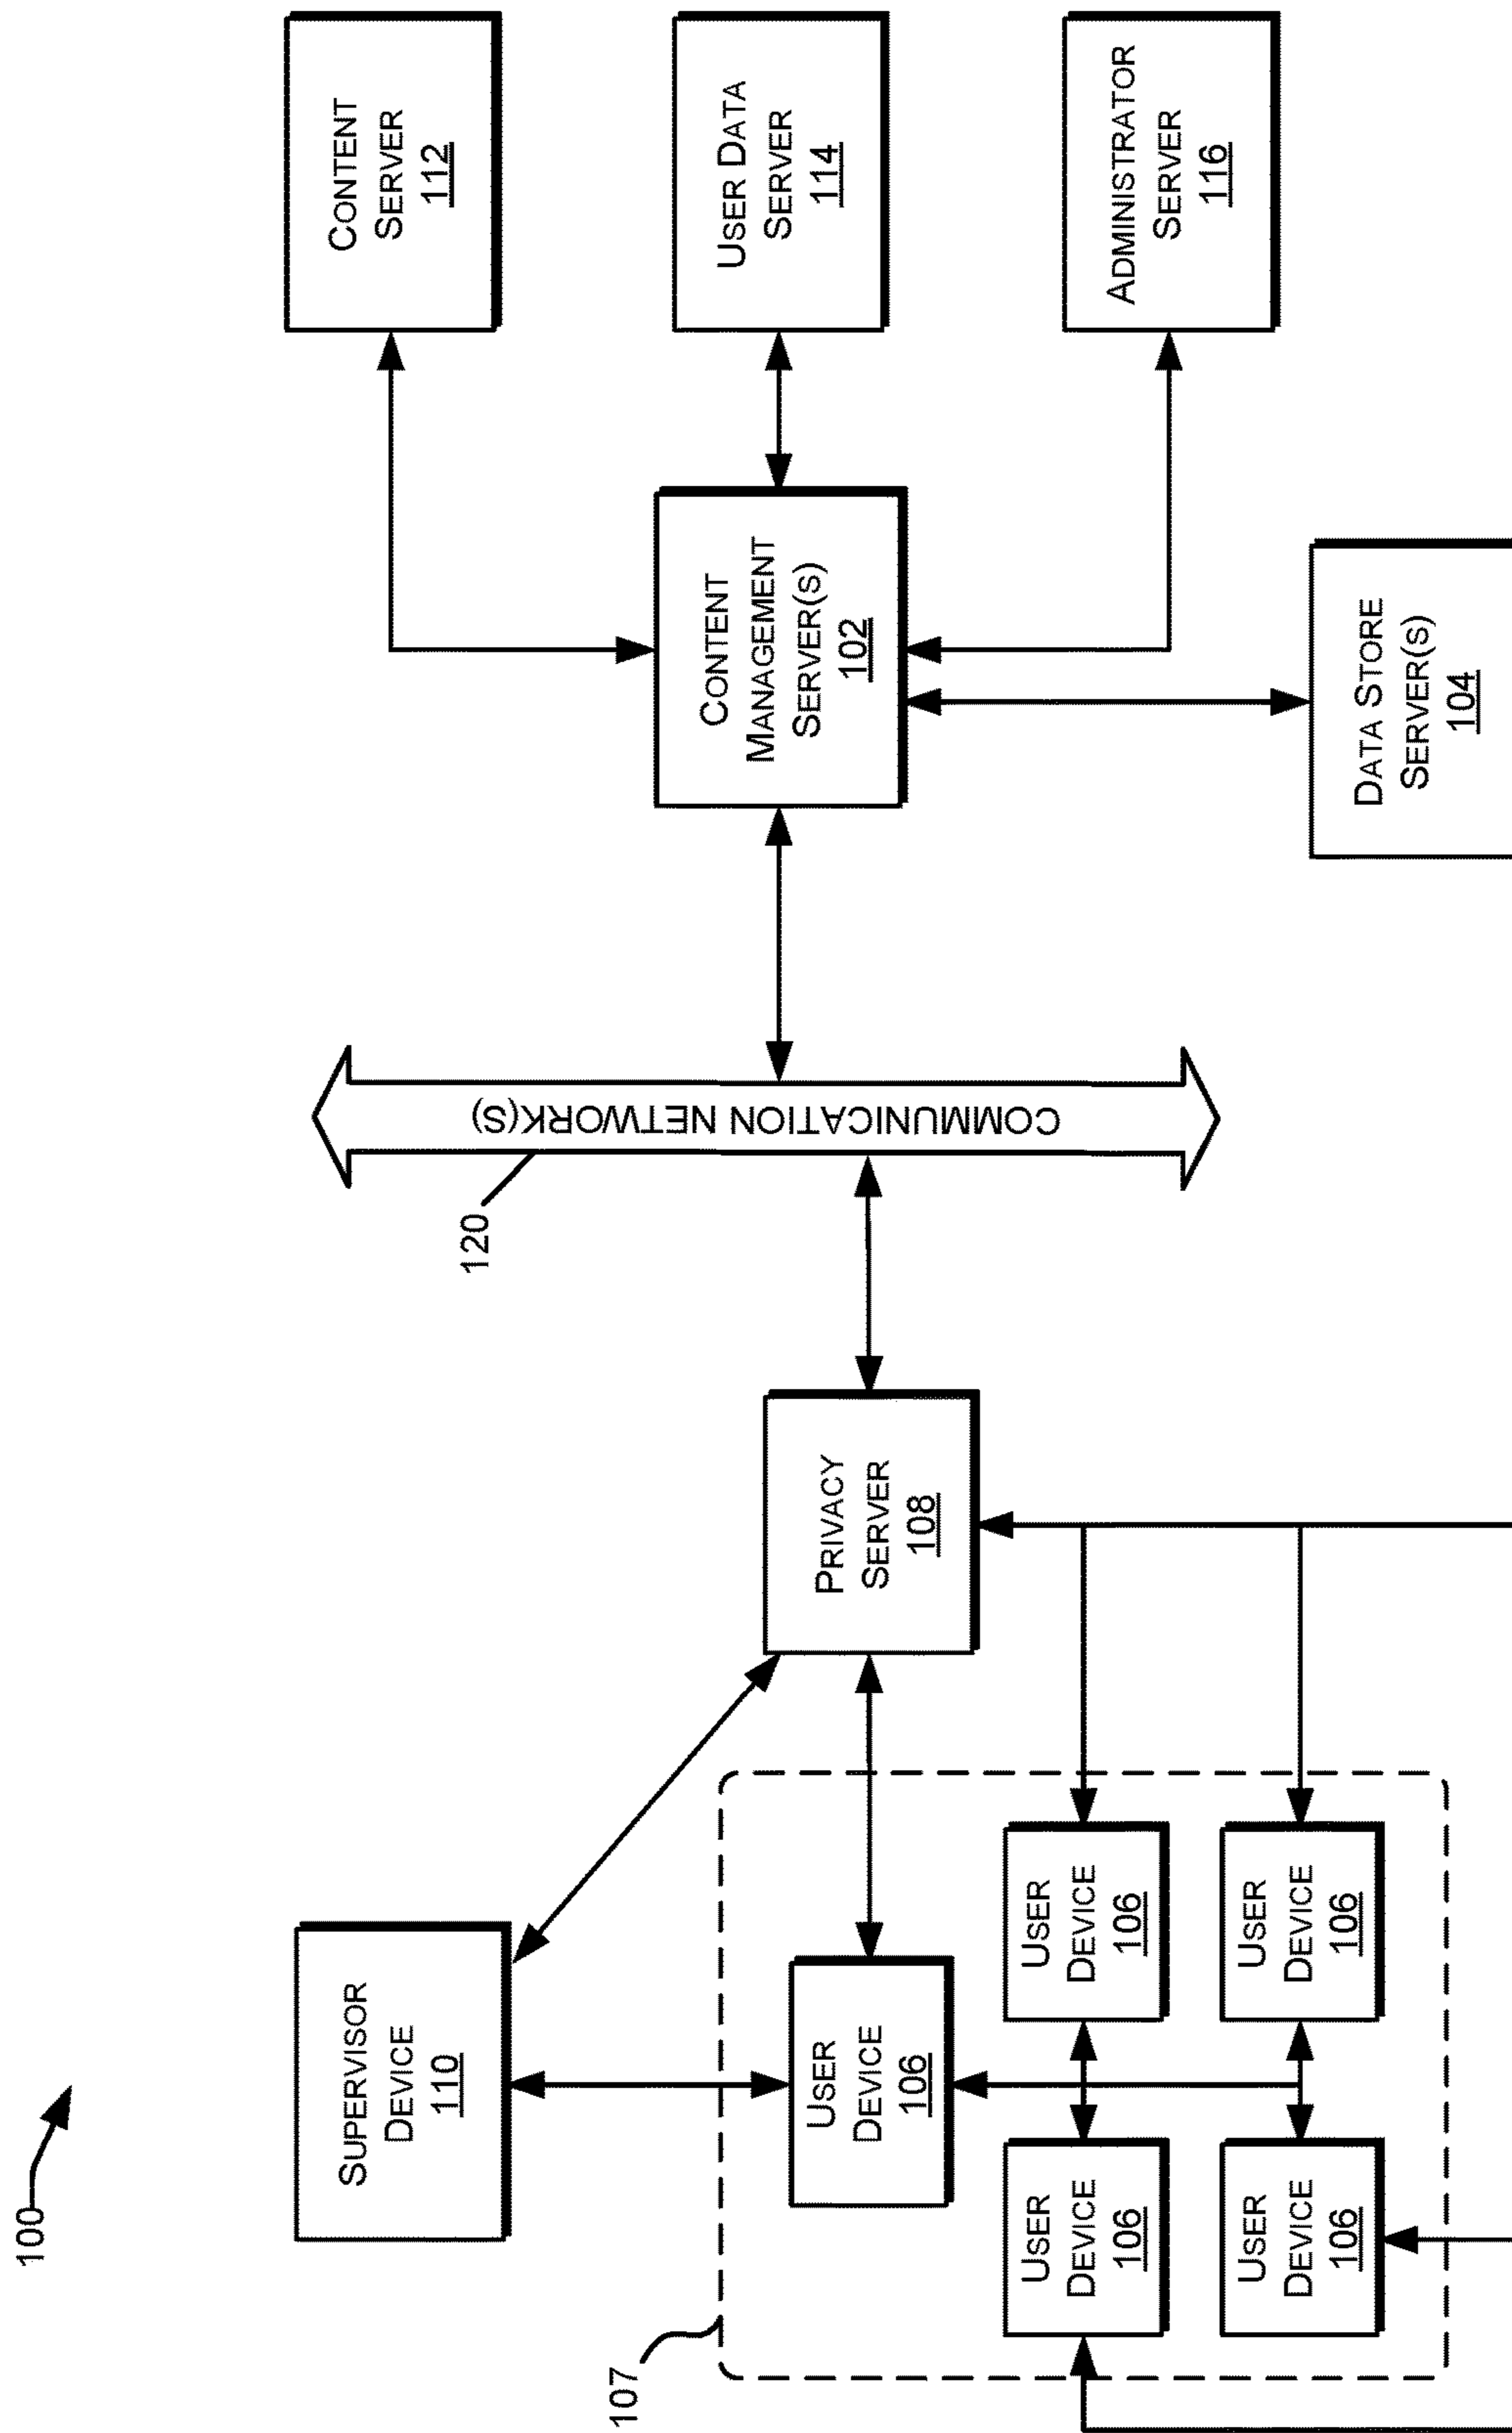 100
SUPERVISOR
DEVICE
110
107
USER
DEVICE
106
USER
DEVICE
106
USER
DEVICE
106
USER
DEVICE
106
USER
DEVICE
106
PRIVACY
SERVER
108
120
COMMUNICATION NETWORK(S)
CONTENT
MANAGEMENT
SERVER(S)
102
DATA STORE
SERVER(S)
104
CONTENT
SERVER
112
USER DATA
SERVER
114
ADMINISTRATOR
SERVER
116